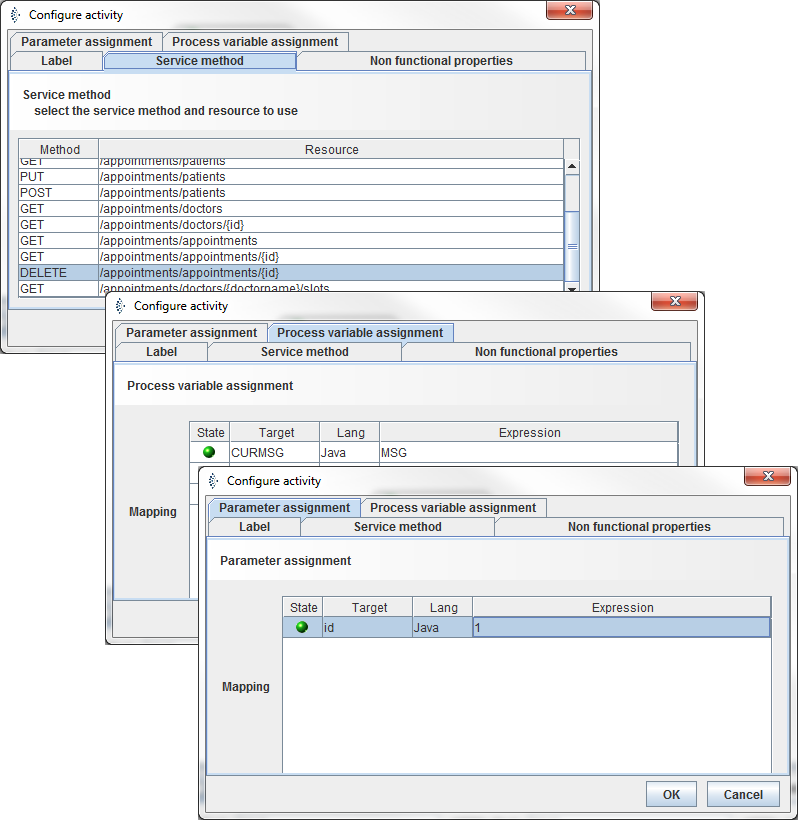 Configure activity
Parameter assignment Process variable assignment
Label Service method Non functional properties
Service method
select the service method and resource to use
Method Resource
GET /appointments/patients
PUT /appointments/patients
POST /appointments/patients
GET /appointments/doctors
GET /appointments/doctors/{id}
GET /appointments/appointments
GET /appointments/appointments/{id}
DELETE /appointments/appointments/{id}
GET /appointments/doctors/{doctorname}/slots
Configure activity
Parameter assignment Process variable assignment
Label Service method Non functional properties
Process variable assignment
State Target Lang Expression
CURMSG Java MSG
Mapping
Configure activity
Parameter assignment Process variable assignment
Label Service method Non functional properties
Parameter assignment
State Target Lang Expression
id Java 1
Mapping
OK Cancel